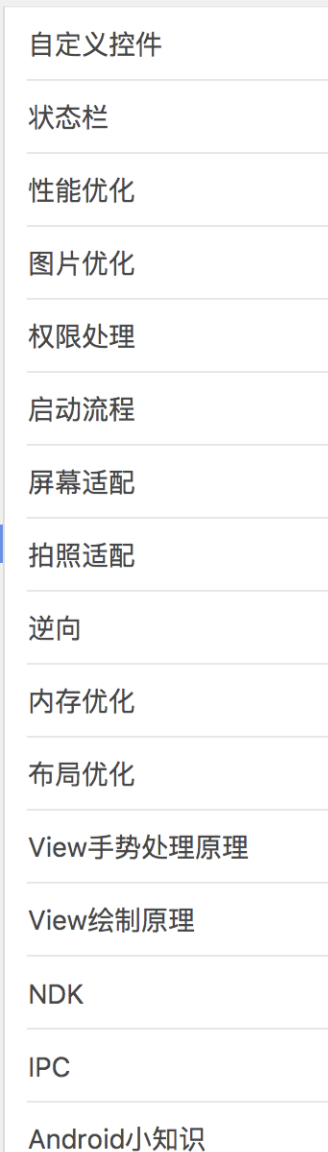 自定义控件
状态栏
性能优化
图片优化
权限处理
启动流程
屏幕适配
拍照适配
逆向
内存优化
布局优化
View手势处理原理
View绘制原理
NDK
IPC
Android小知识